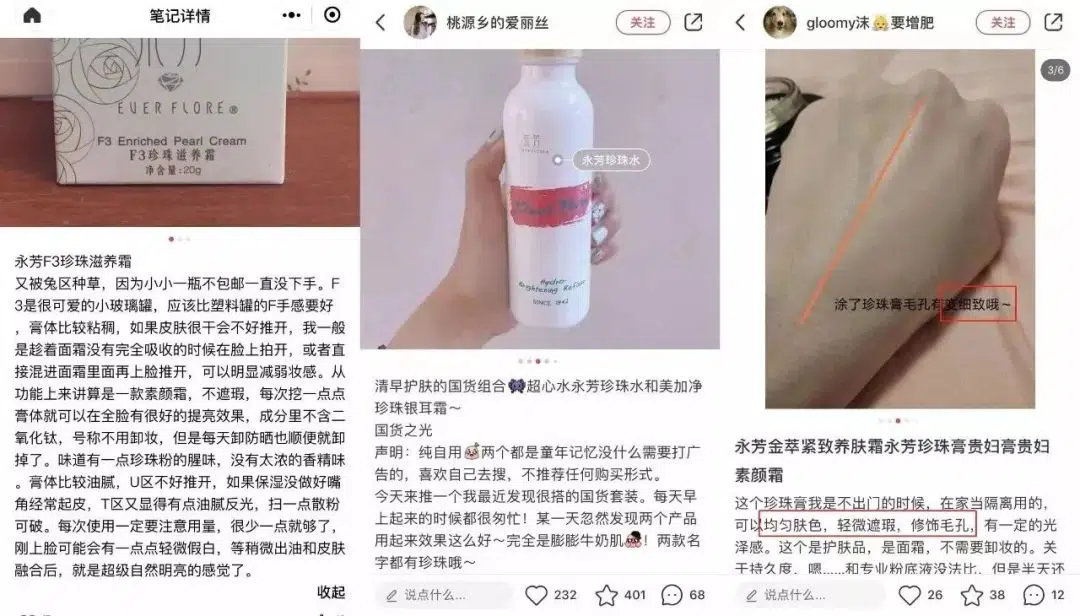 笔记详情
EVER FLORE®
F3 Enriched Pearl Cream
F3珍珠滋养霜
净含量:20g
永芳F3珍珠滋养霜
又被兔区种草，因为小小一瓶不包邮一直没下手。F
3是很可爱的小玻璃罐，应该比塑料罐的F手感要好
，膏体比较粘稠，如果皮肤很干会不好推开，我一般
是趁着面霜没有完全吸收的时候在脸上拍开，或者直
接混进面霜里面再上脸推开，可以明显减弱妆感。从
功能上来讲算是一款素颜霜，不遮瑕，每次挖一点点
膏体就可以在全脸有很好的提亮效果，成分里不含二
氧化钛，号称不用卸妆，但是每天卸防晒也顺便就卸
掉了。味道有一点珍珠粉的腥味，没有太浓的香精味
。膏体比较油腻，U区不好推开，如果保湿没做好嘴
角经常起皮，T区又显得有点油腻反光，扫一点散粉
可破。每次使用一定要注意用量，很少一点就够了，
刚上脸可能会有一点点轻微假白，等稍微出油和皮肤
融合后，就是超级自然明亮的感觉了。
收起
桃源乡的爱丽丝
关注
永芳珍珠水
Hydro
Brightening Refiner
SINCE 1942
清早护肤的国货组合超心水永芳珍珠水和美加净
珍珠银耳霜～
国货之光
声明：纯自用两个都是童年记忆没什么需要打广
告的，喜欢自己去搜，不推荐任何购买形式。
今天来推一个我最近发现很搭的国货套装。每天早
上起来的时候都很匆忙！某一天忽然发现两个产品
用起来效果这么好～完全是膨膨牛奶肌！两款名
字都有珍珠哦～
说点什么...
232
401
68
gloomy沫👱‍♀️要增肥
关注
3/6
涂了珍珠膏毛孔有变细致哦～
永芳金萃紧致养肤霜永芳珍珠膏贵妇膏贵妇
素颜霜
这个珍珠膏我是不出门的时候，在家当隔离用的，
可以均匀肤色，轻微遮瑕，修饰毛孔，有一定的光
泽感。这个是护肤品，是面霜，不需要卸妆的。关
于持久度，嗯……和专业粉底液没法比，但是半天还
说点什么...
26
38
12